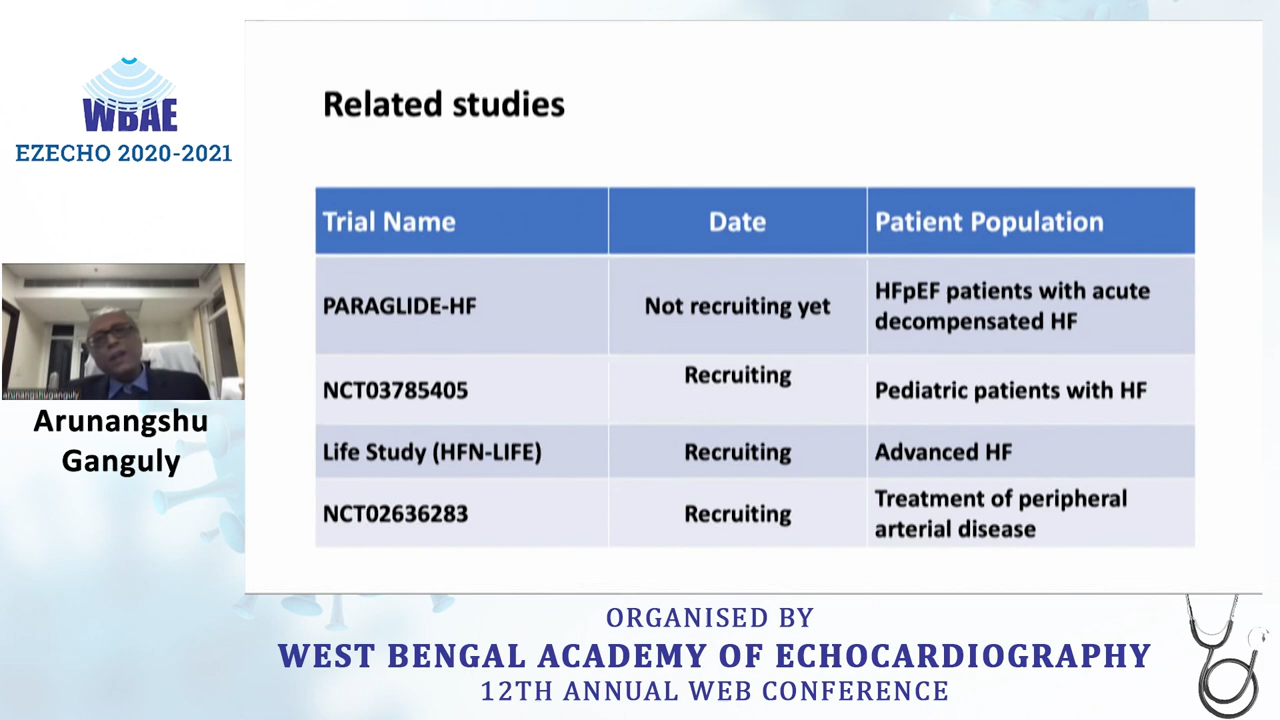 WBAE
EZECHO 2020-2021
arunangshuganguly
Arunangshu
Ganguly
Related studies
Trial Name Date Patient Population
PARAGLIDE-HF Not recruiting yet HFpEF patients with acute
decompensated HF
NCT03785405 Recruiting Pediatric patients with HF
Life Study (HFN-LIFE) Recruiting Advanced HF
NCT02636283 Recruiting Treatment of peripheral
arterial disease
ORGANISED BY
WEST BENGAL ACADEMY OF ECHOCARDIOGRAPHY
12TH ANNUAL WEB CONFERENCE